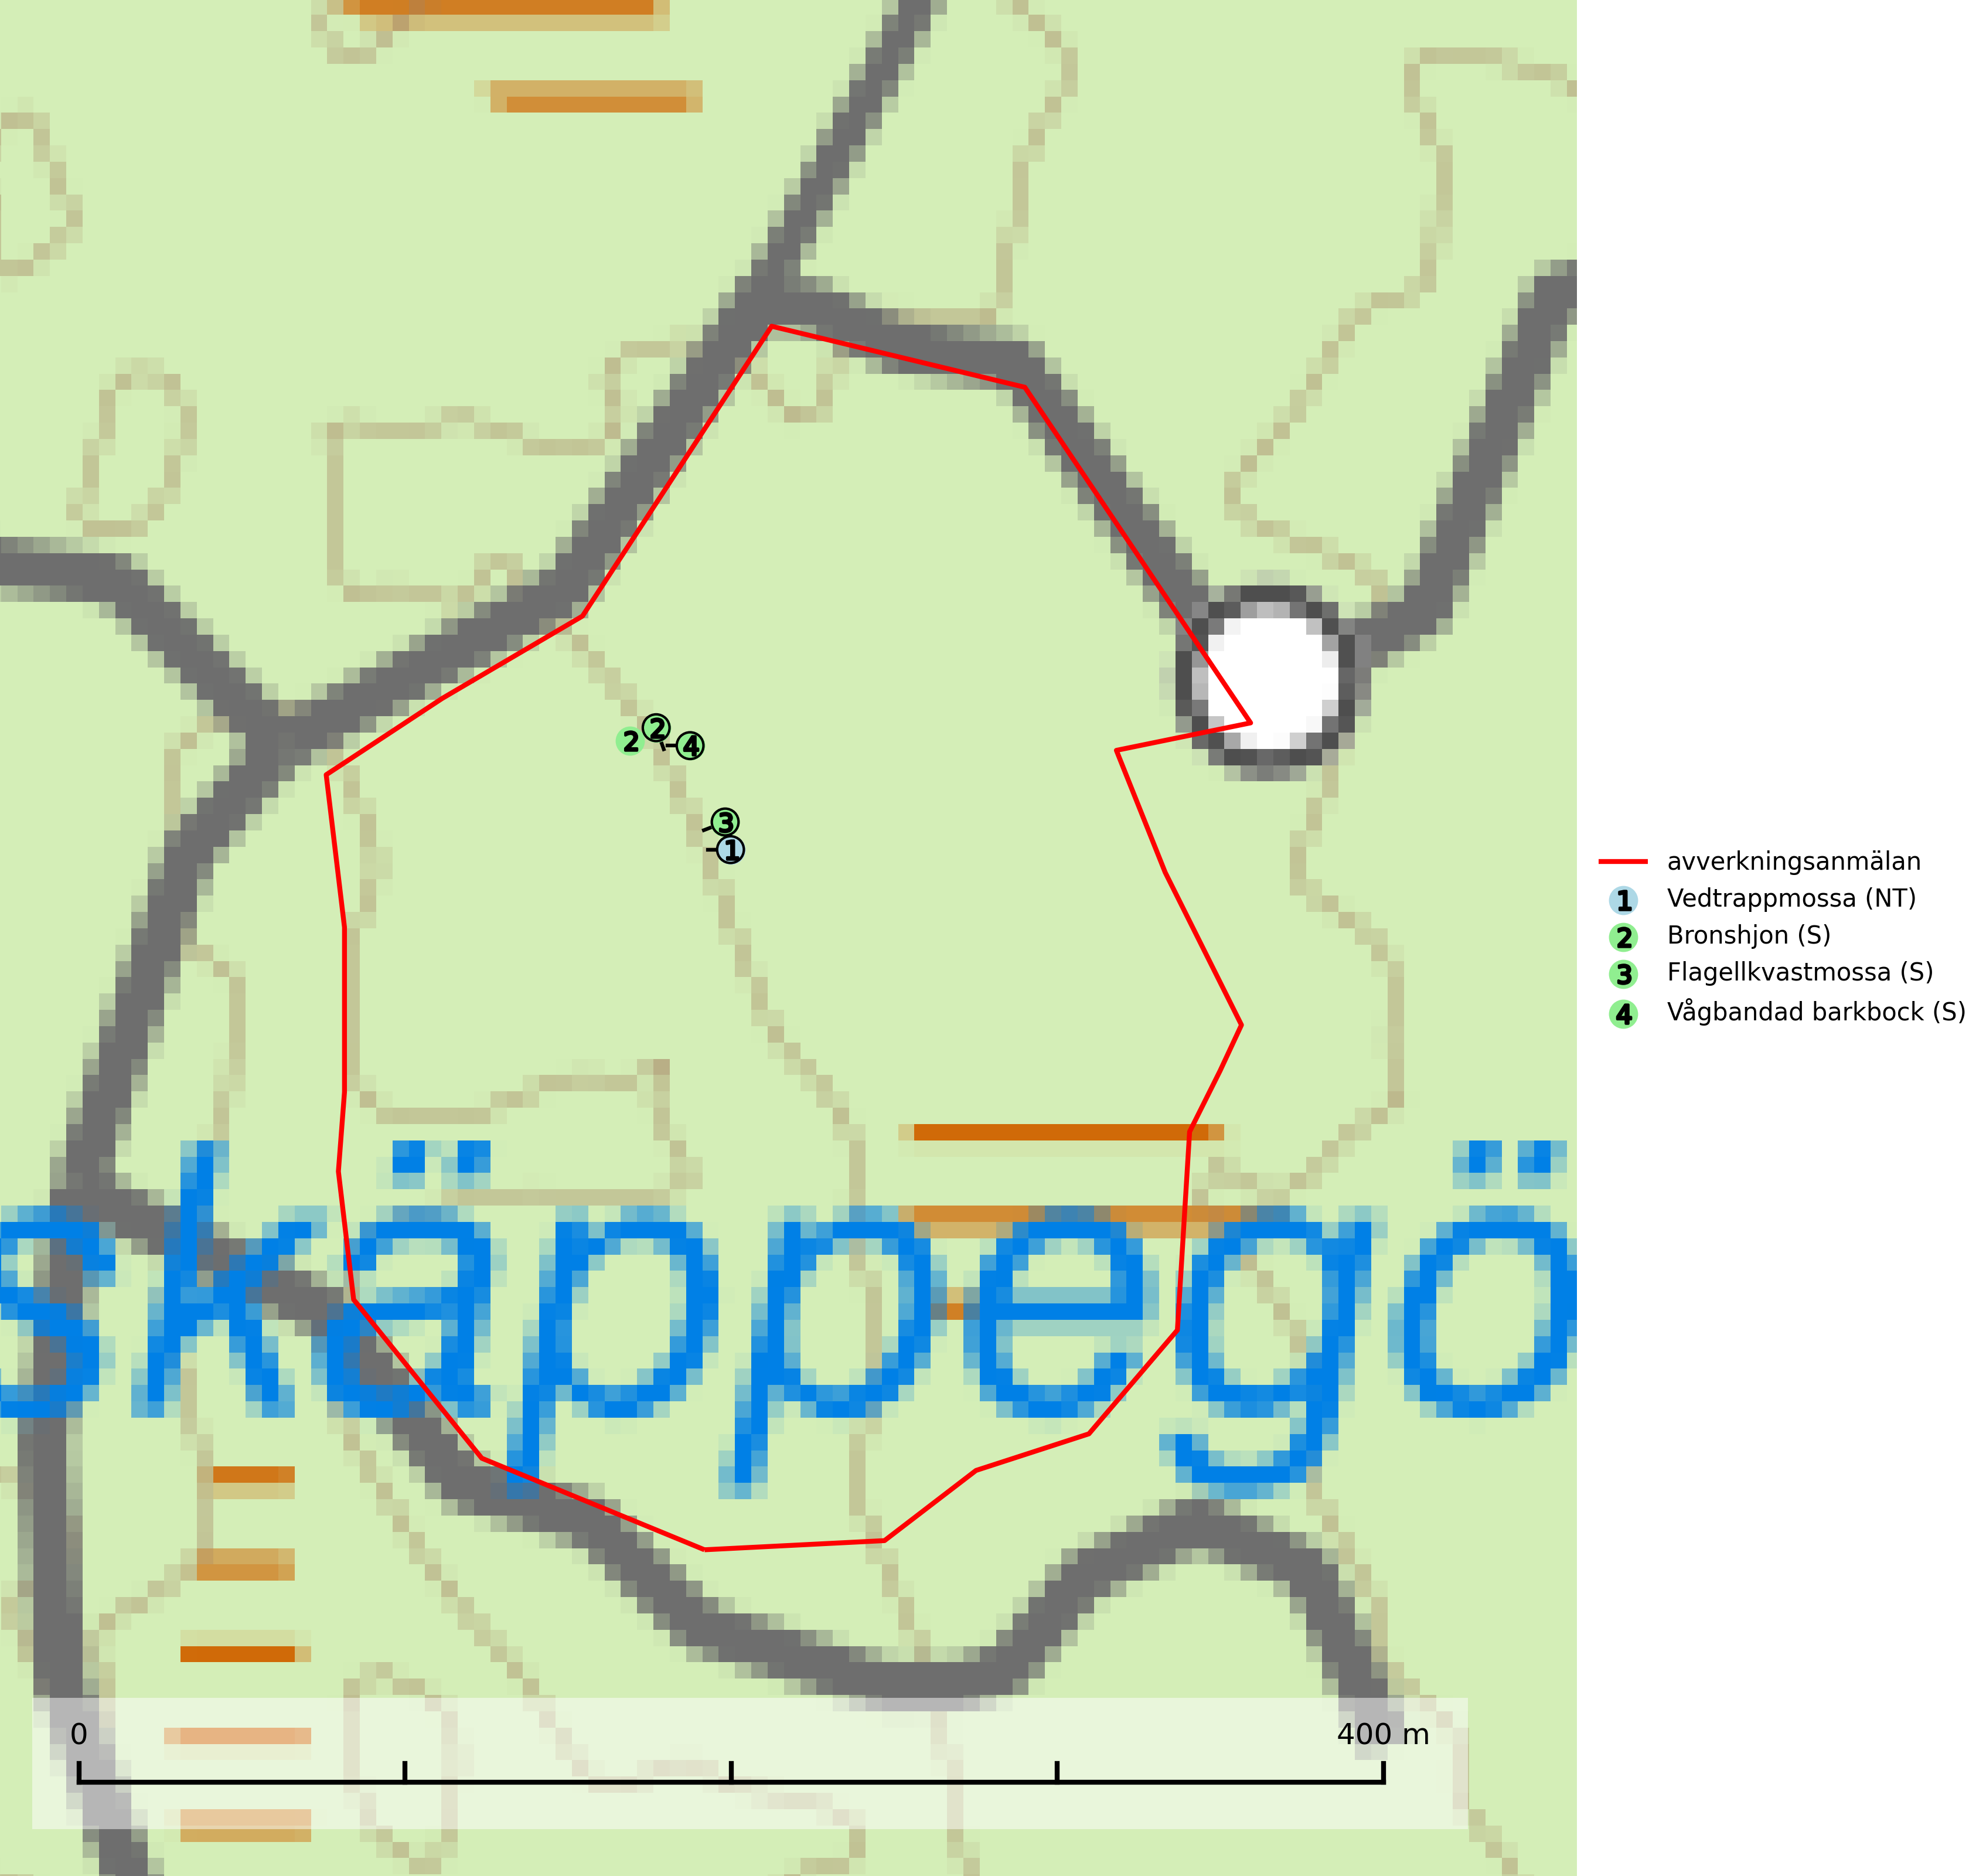 2
2
4
3
1
skäppegö
0 400 m
avverkningsanmälan
1 Vedtrappmossa (NT)
2 Bronshjon (S)
3 Flagellkvastmossa (S)
4 Vågbandad barkbock (S)